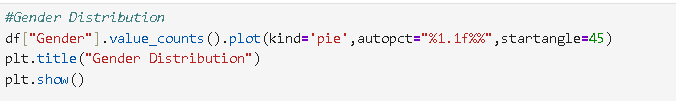 #Gender Distribution
df["Gender"].value_counts().plot(kind='pie',autopct="%1.1f%%",startangle=45)
plt.title("Gender Distribution")
plt.show()